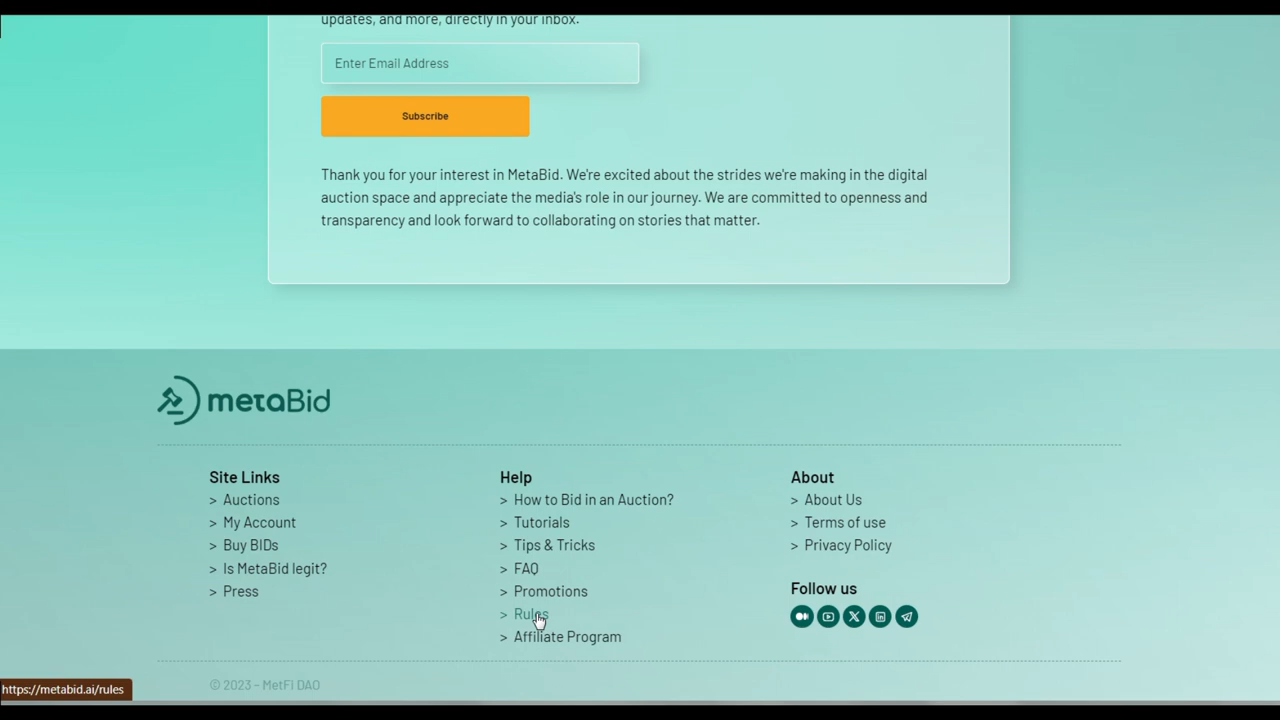 updates, and more, directly in your inbox.
Enter Email Address
Subscribe
Thank you for your interest in MetaBid. We're excited about the strides we're making in the digital
auction space and appreciate the media's role in our journey. We are committed to openness and
transparency and look forward to collaborating on stories that matter.
metaBid
Site Links
> Auctions
> My Account
> Buy BIDs
> Is MetaBid legit?
> Press
Help
> How to Bid in an Auction?
> Tutorials
> Tips & Tricks
> FAQ
> Promotions
> Rules
> Affiliate Program
About
> About Us
> Terms of use
> Privacy Policy
Follow us
© 2023 - MetFi DAO
https://metabid.ai/rules